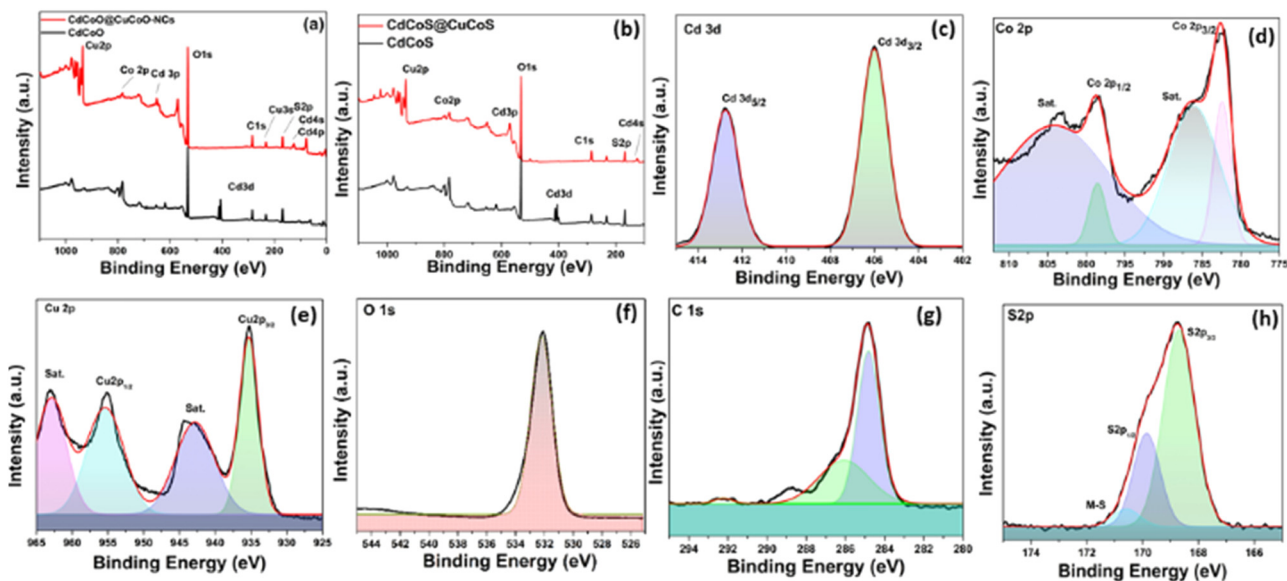 CdCoO@CuCoO-NCs
CdCoO
(a)
Cu2p
O1s
Co 2p
Cd 3p
Cu3s
S2p
C1s
Cd4s
Cd4p
Cd3d
Intensity (a.u.)
1000 800 600 400 200 0
Binding Energy (eV)
CdCoS@CuCoS
CdCoS
(b)
Cu2p
O1s
Co2p
Cd3p
Cd4s
C1s
S2p
Cd3d
Intensity (a.u.)
1000 800 600 400 200
Binding Energy (eV)
Cd 3d
(c)
Cd 3d3/2
Cd 3d5/2
Intensity (a.u.)
414 412 410 408 406 404 402
Binding Energy (eV)
Co 2p
(d)
Co 2p3/2
Co 2p1/2
Sat.
Sat.
Intensity (a.u.)
810 805 800 795 790 785 780 775
Binding Energy (eV)
Cu 2p
(e)
Cu2p3/2
Sat.
Cu2p1/2
Sat.
Intensity (a.u.)
965 960 955 950 945 940 935 930 925
Binding Energy (eV)
O 1s
(f)
Intensity (a.u.)
544 542 540 538 536 534 532 530 528 526
Binding Energy (eV)
C 1s
(g)
Intensity (a.u.)
294 292 290 288 286 284 282 280
Binding Energy (eV)
S2p
(h)
S2p3/2
S2p1/2
M-S
Intensity (a.u.)
174 172 170 168 166
Binding Energy (eV)